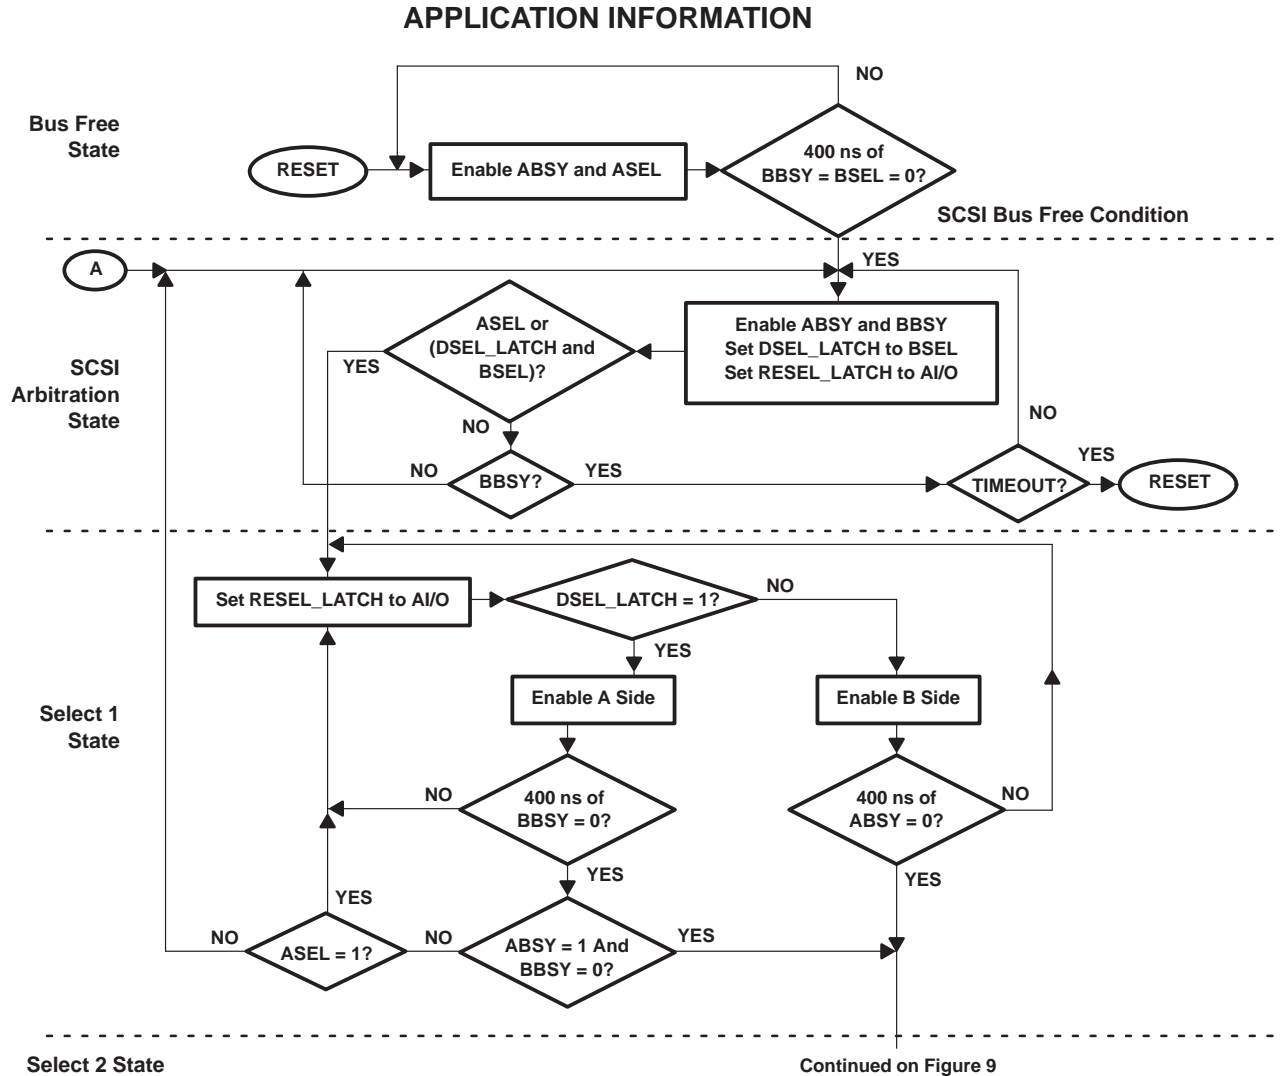 APPLICATION INFORMATION
NO
Bus Free
State
400 ns of
BBSY = BSEL = 0?
RESET
Enable ABSY and ASEL
SCSI Bus Free Condition
A
YES
ASEL or
(DSEL_LATCH and
BSEL)?
Enable ABSY and BBSY
Set DSEL_LATCH to BSEL
Set RESEL_LATCH to AI/O
YES
SCSI
Arbitration
State
NO
NO
NO
BBSY?
YES
TIMEOUT?
YES
RESET
Set RESEL_LATCH to AI/O
DSEL_LATCH = 1?
NO
YES
Enable A Side
Enable B Side
Select 1
State
NO
400 ns of
BBSY = 0?
400 ns of
ABSY = 0?
NO
YES
YES
YES
NO
ASEL = 1?
NO
ABSY = 1 And
BBSY = 0?
YES
Select 2 State
Continued on Figure 9